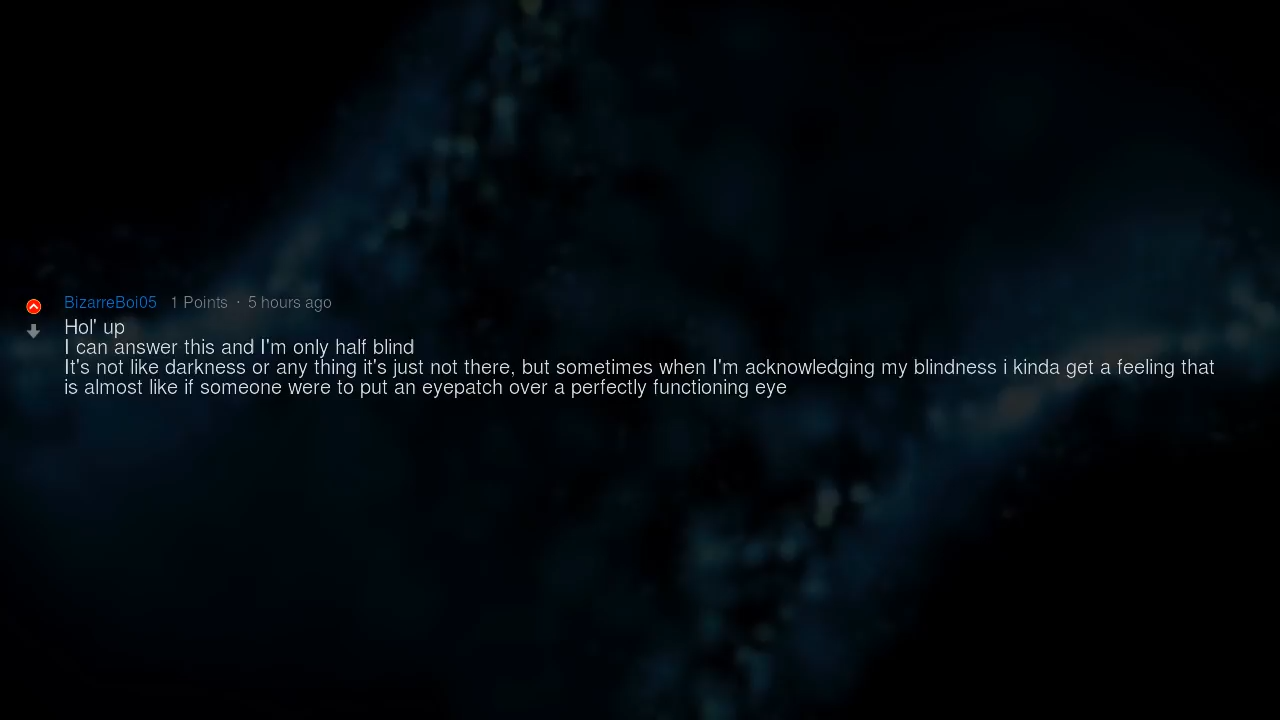 BizarreBoi05 1 Points · 5 hours ago
Hol' up
I can answer this and I'm only half blind
It's not like darkness or any thing it's just not there, but sometimes when I'm acknowledging my blindness i kinda get a feeling that
is almost like if someone were to put an eyepatch over a perfectly functioning eye